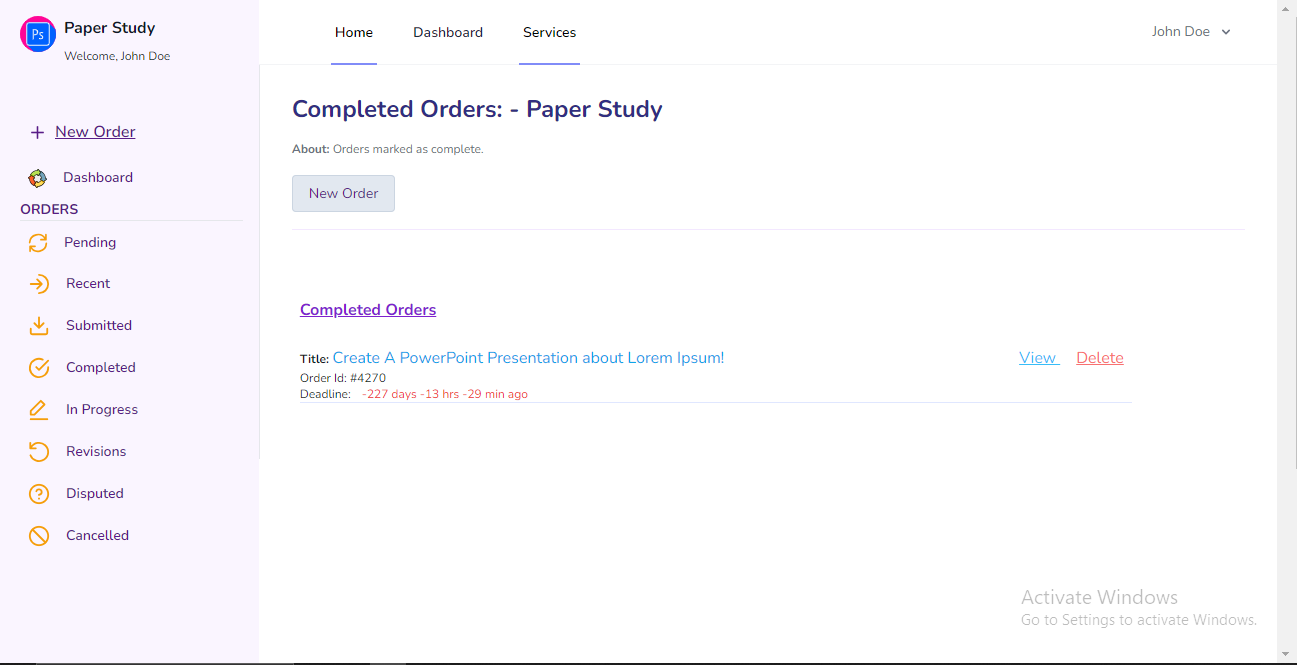 Ps
Paper Study
Welcome, John Doe
New Order
Dashboard
ORDERS
Pending
Recent
Submitted
Completed
In Progress
Revisions
Disputed
Cancelled
Home Dashboard Services
John Doe
Completed Orders: - Paper Study
About: Orders marked as complete.
New Order
Completed Orders
Title: Create A PowerPoint Presentation about Lorem Ipsum! View Delete
Order Id: #4270
Deadline: -227 days -13 hrs -29 min ago
Activate Windows
Go to Settings to activate Windows.